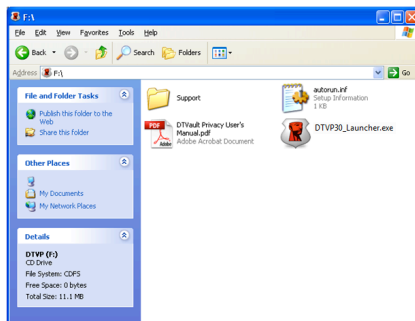 F:\
File Edit View Favorites Tools Help
Back Search Folders
Address F:\ Go
File and Folder Tasks
Publish this folder to the
Web
Share this folder
Other Places
My Documents
My Network Places
Details
DTVP (F:)
CD Drive
File System: CDFS
Free Space: 0 bytes
Total Size: 11.1 MB
Support
autorun.inf
Setup Information
1 KB
PDF
Adobe
DTVault Privacy User's
Manual.pdf
Adobe Acrobat Document
DTVP30_Launcher.exe